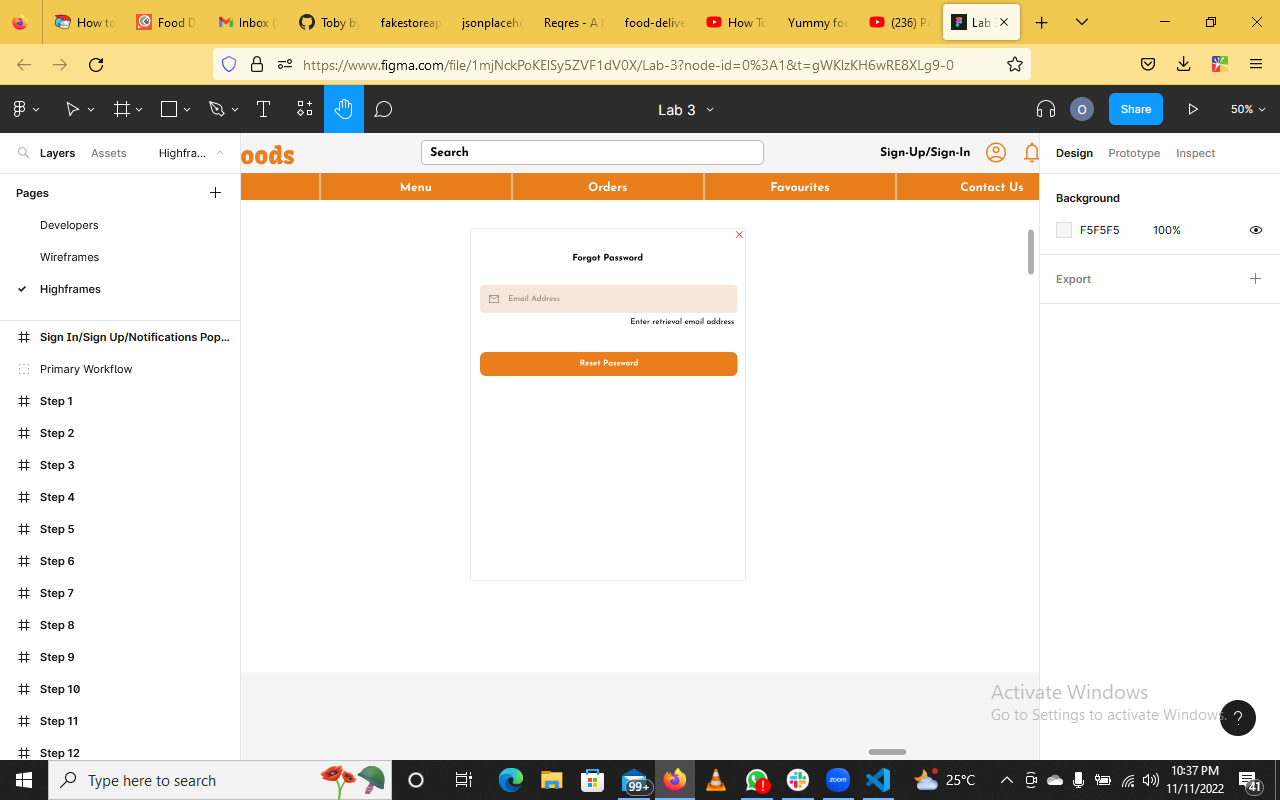 How to
Food D
Inbox (
Toby by
fakestoreap
jsonplaceho
Reqres - A
food-delive
How To
Yummy foo
(236) P
Lab 3
https://www.figma.com/file/1mjNckPoKElSy5ZVF1dV0X/Lab-3?node-id=0%3A1&t=gWKlzKH6wRE8XLg9-0
Lab 3
O
Share
50%
Layers
Assets
Highfra...
oods
Search
Sign-Up/Sign-In
Design
Prototype
Inspect
Pages
Menu
Orders
Favourites
Contact Us
Background
F5F5F5
100%
Developers
Wireframes
Highframes
Forgot Password
Email Address
Enter retrieval email address
Reset Password
Export
Sign In/Sign Up/Notifications Pop...
Primary Workflow
Step 1
Step 2
Step 3
Step 4
Step 5
Step 6
Step 7
Step 8
Step 9
Step 10
Step 11
Step 12
Activate Windows
Go to Settings to activate Windows.
?
Type here to search
99+
zoom
25°C
10:37 PM
11/11/2022
41